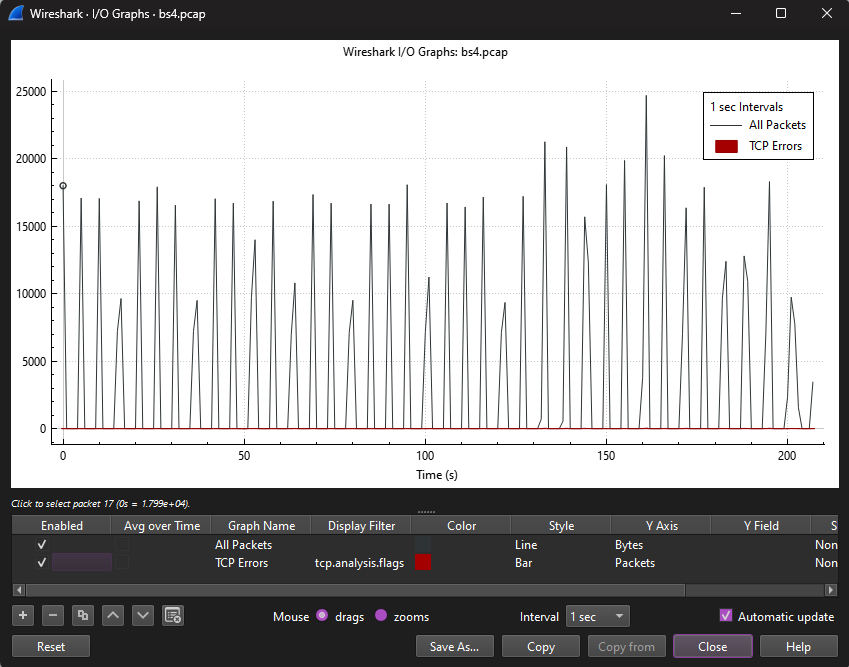 Wireshark · I/O Graphs · bs4.pcap
Wireshark I/O Graphs: bs4.pcap
25000
20000
15000
10000
5000
0
1 sec Intervals
All Packets
TCP Errors
0 50 100 150 200
Time (s)
Click to select packet 17 (0s = 1.799e+04).
Enabled Avg over Time Graph Name Display Filter Color Style Y Axis Y Field S
All Packets Line Bytes Non
TCP Errors tcp.analysis.flags Bar Packets Non
Mouse drags zooms Interval 1 sec Automatic update
Reset Save As... Copy Copy from Close Help